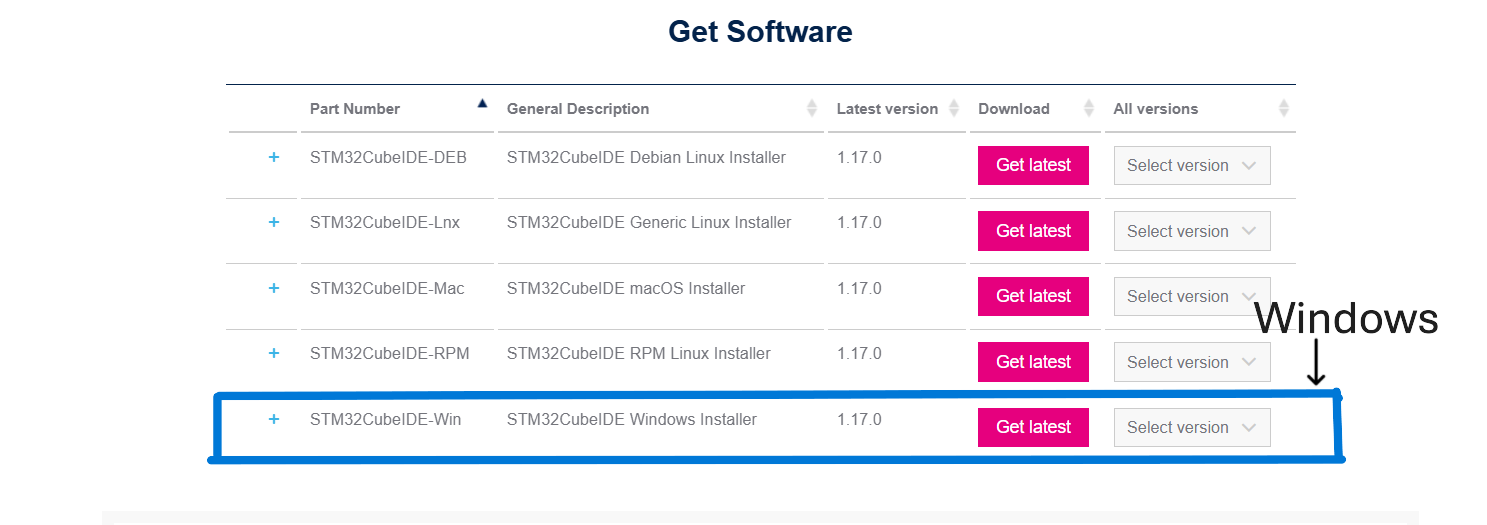 Get Software
Part Number General Description Latest version Download All versions
+ STM32CubeIDE-DEB STM32CubeIDE Debian Linux Installer 1.17.0 Get latest Select version
+ STM32CubeIDE-Lnx STM32CubeIDE Generic Linux Installer 1.17.0 Get latest Select version
+ STM32CubeIDE-Mac STM32CubeIDE macOS Installer 1.17.0 Get latest Select version
Windows
+ STM32CubeIDE-RPM STM32CubeIDE RPM Linux Installer 1.17.0 Get latest Select version
+ STM32CubeIDE-Win STM32CubeIDE Windows Installer 1.17.0 Get latest Select version